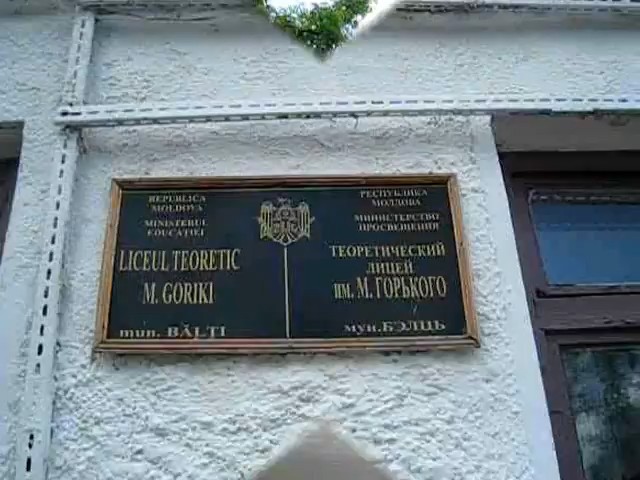 REPUBLICA
MOLDOVA
MINISTERUL
EDUCAŢIEI
LICEUL TEORETIC
M. GORIKI
mun. BĂLŢI
РЕСПУБЛИКА
МОЛДОВА
МИНИСТЕРСТВО
ПРОСВЕЩЕНИЯ
ТЕОРЕТИЧЕСКИЙ
ЛИЦЕЙ
им. М. ГОРЬКОГО
мун.БЭЛЦЬ